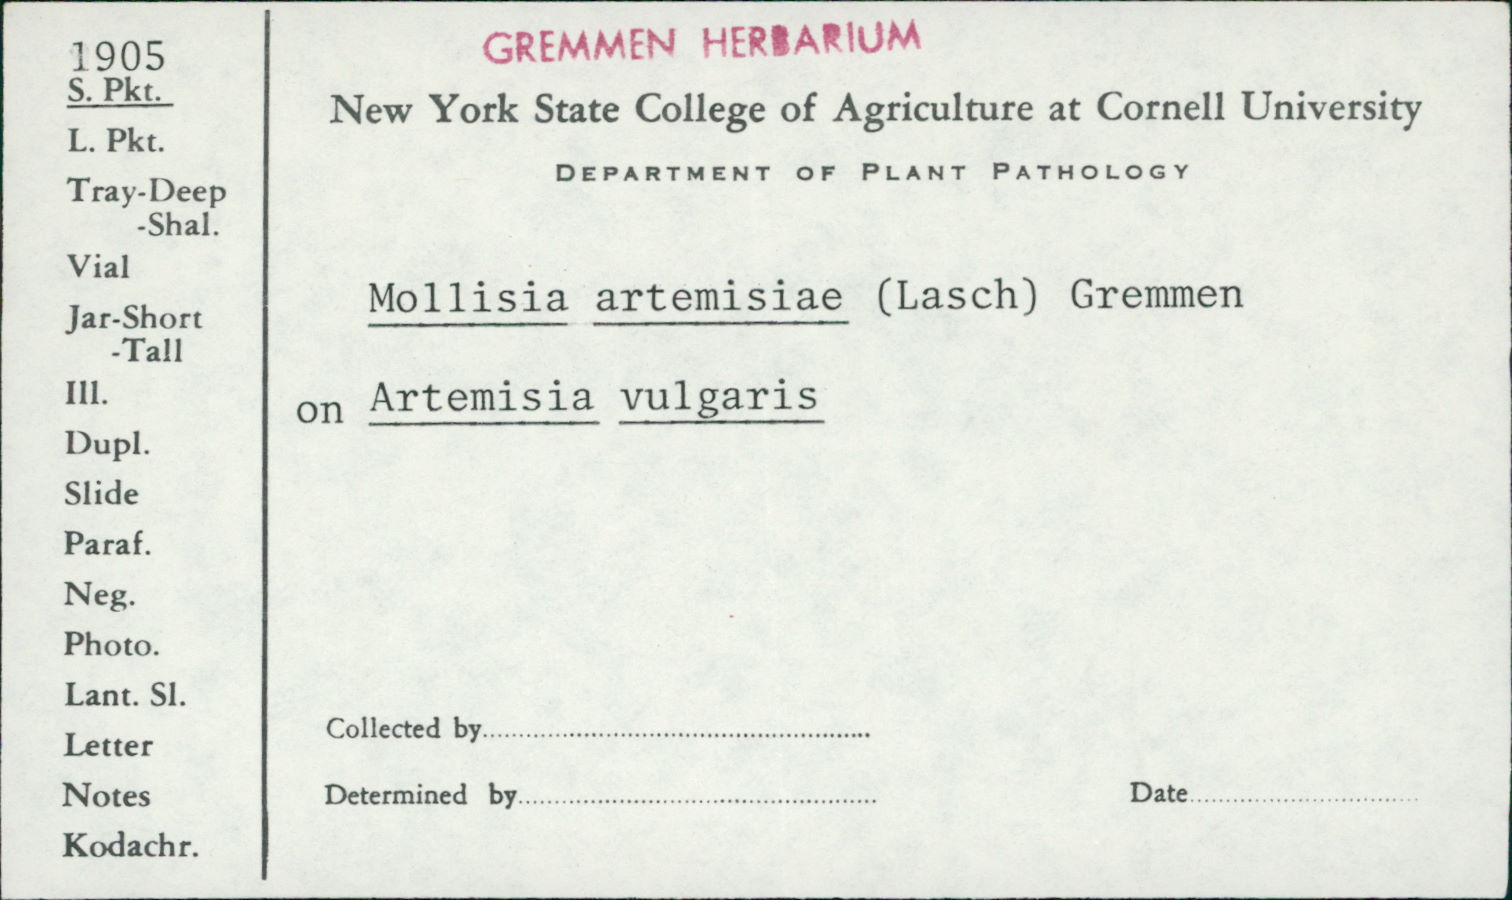 1905
S. Pkt.
L. Pkt.
Tray-Deep
-Shal.
Vial
Jar-Short
-Tall
Ill.
Dupl.
Slide
Paraf.
Neg.
Photo.
Lant. Sl.
Letter
Notes
Kodachr.
GREMMEN HERBARIUM
New York State College of Agriculture at Cornell University
DEPARTMENT OF PLANT PATHOLOGY
Mollisia artemisiae (Lasch) Gremmen
on Artemisia vulgaris
Collected by
Determined by
Date